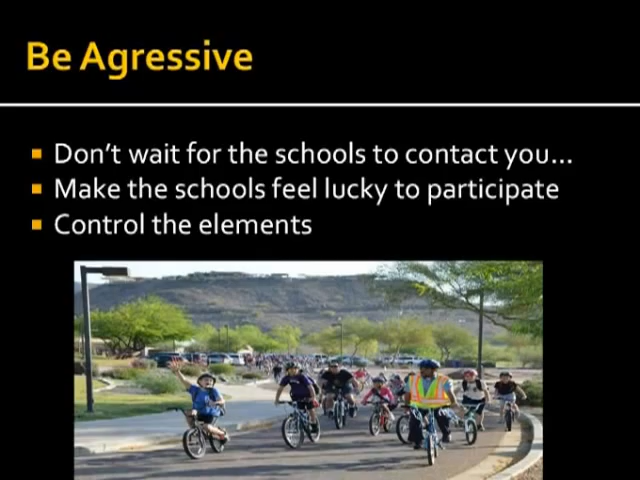 Be Agressive
Don't wait for the schools to contact you...
Make the schools feel lucky to participate
Control the elements